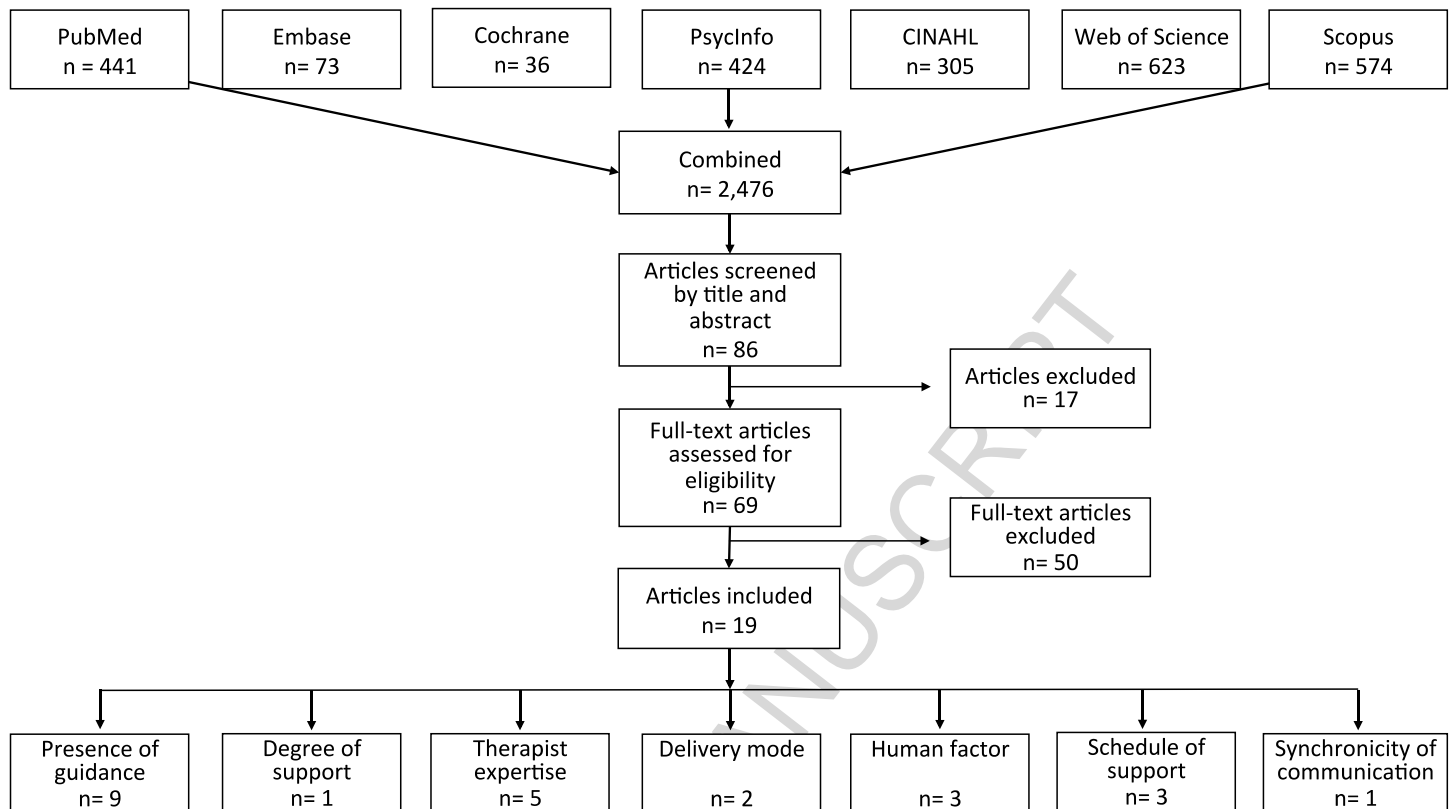 PubMed
n = 441
Embase
n= 73
Cochrane
n= 36
PsycInfo
n= 424
CINAHL
n= 305
Web of Science
n= 623
Scopus
n= 574
Combined
n= 2,476
Articles screened
by title and
abstract
n= 86
Articles excluded
n= 17
Full-text articles
assessed for
eligibility
n= 69
Full-text articles
excluded
n= 50
Articles included
n= 19
Presence of
guidance
n= 9
Degree of
support
n= 1
Therapist
expertise
n= 5
Delivery mode
n= 2
Human factor
n= 3
Schedule of
support
n= 3
Synchronicity of
communication
n= 1
ANUSCRIPT